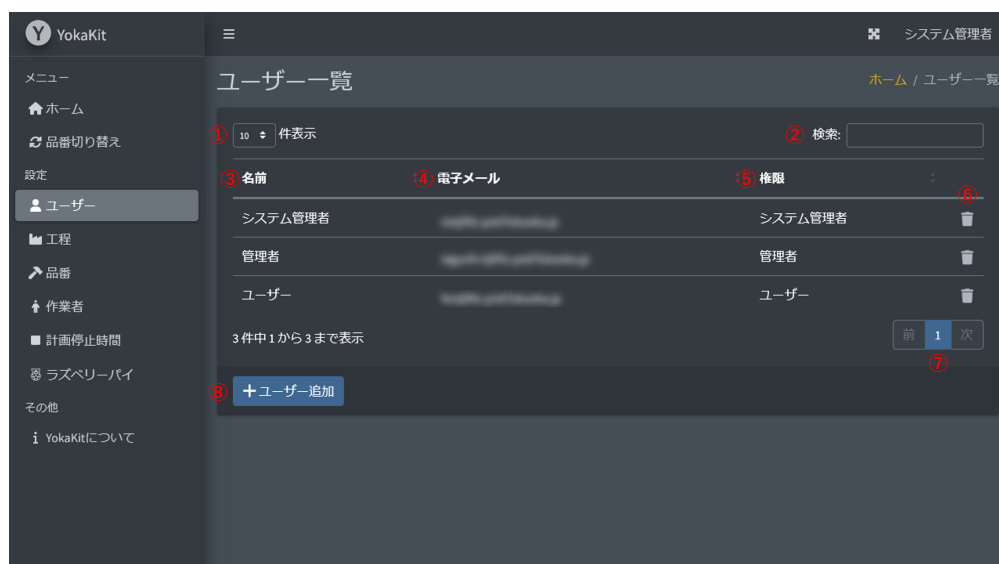 Y YokaKit
システム管理者
メニュー
ホーム
品番切り替え
設定
ユーザー
工程
品番
作業者
計画停止時間
ラズベリーパイ
その他
YokaKitについて
ユーザー一覧
ホーム / ユーザー一覧
① 10 件表示 ② 検索:
③ 名前 ④ 電子メール ⑤ 権限
⑥
システム管理者 システム管理者
管理者 管理者
ユーザー ユーザー
3 件中 1 から 3 まで表示 前 1 次
⑦
⑧ ユーザー追加